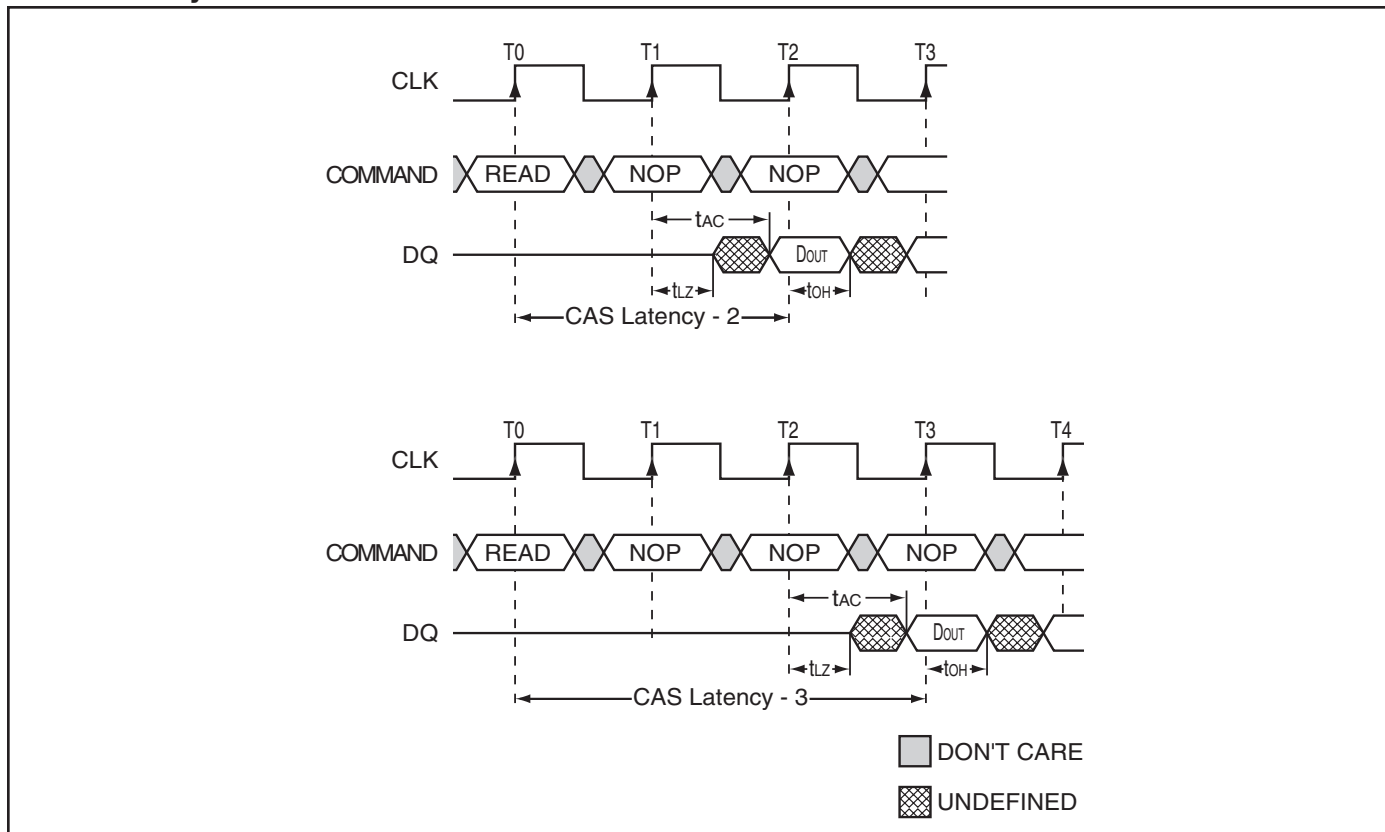 T0 T1 T2 T3
CLK
COMMAND READ NOP NOP
tAC
DQ DOUT
tLZ tOH
CAS Latency - 2
T0 T1 T2 T3 T4
CLK
COMMAND READ NOP NOP NOP
tAC
DQ DOUT
tLZ tOH
CAS Latency - 3
DON'T CARE
UNDEFINED